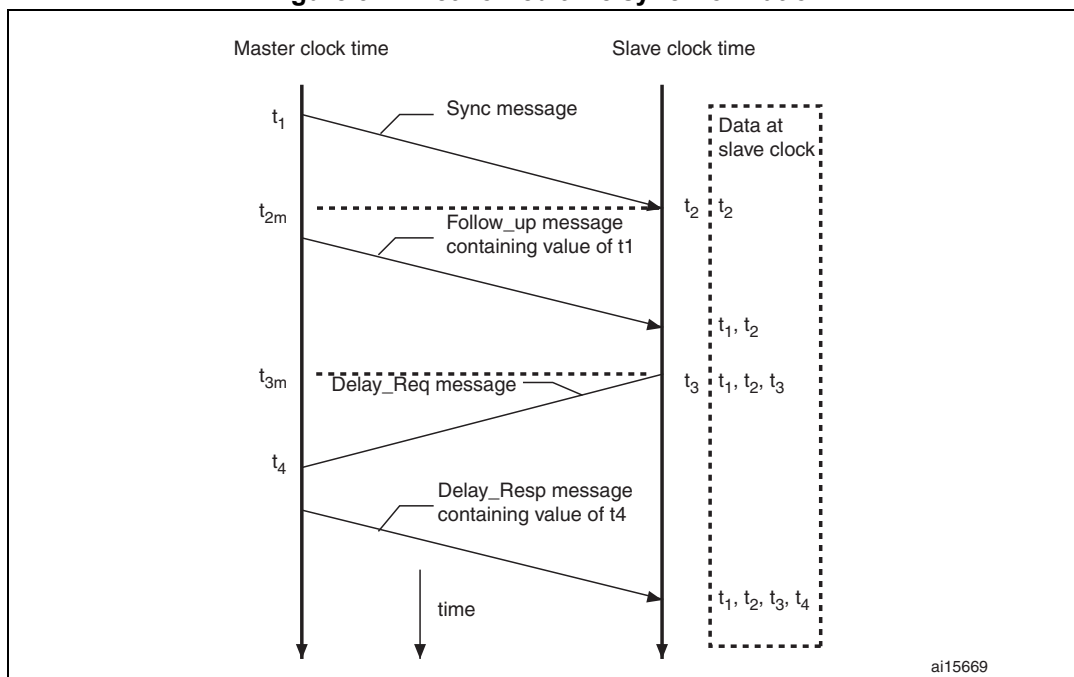 Master clock time
Slave clock time
t1
Sync message
Data at
slave clock
t2m
t2
t2
Follow_up message
containing value of t1
t1, t2
t3m
Delay_Req message
t3
t1, t2, t3
t4
Delay_Resp message
containing value of t4
t1, t2, t3, t4
time
ai15669